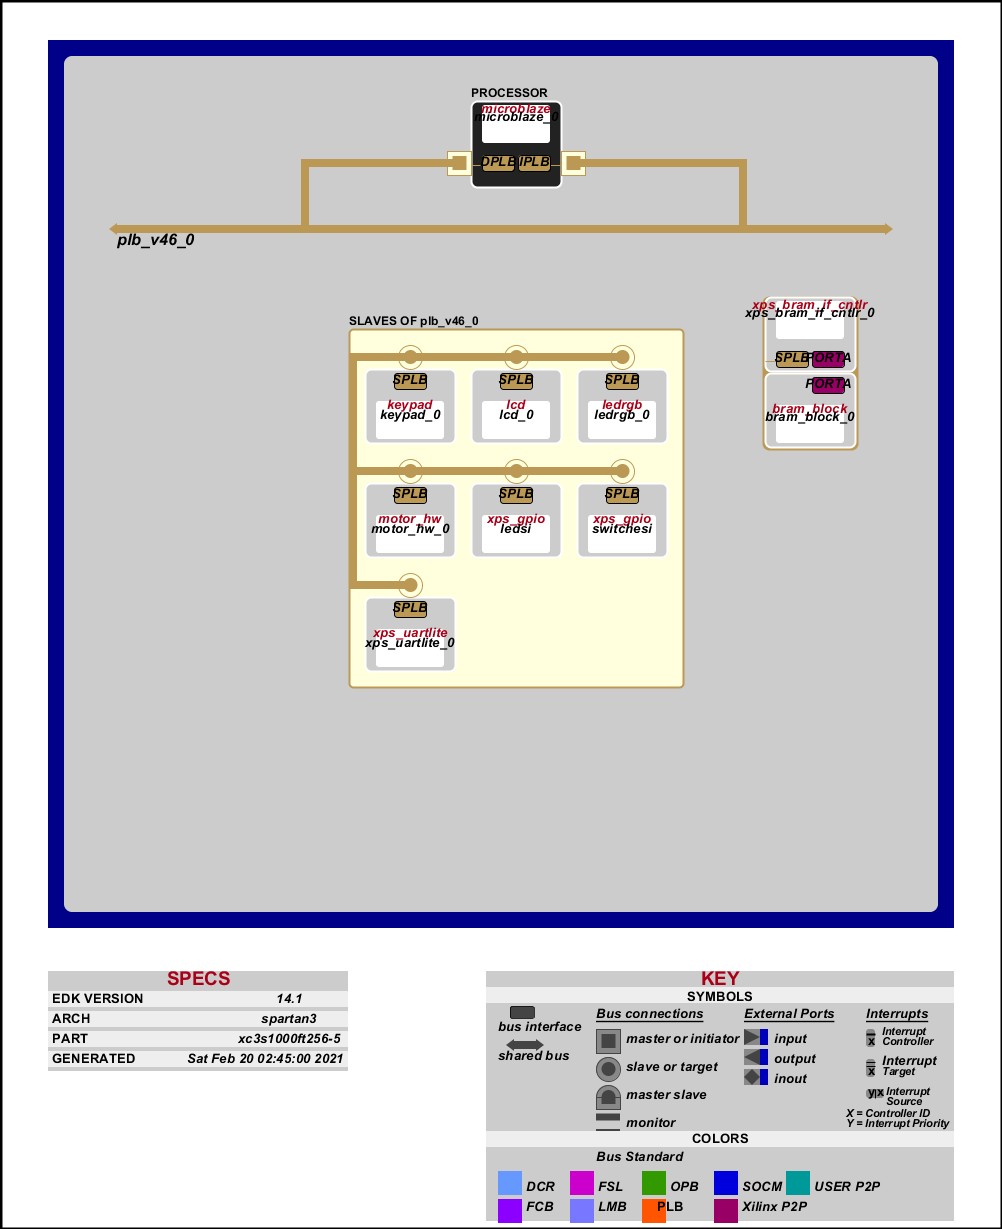 PROCESSOR
microblaze
microblaze_0
DPLB IPLB
plb_v46_0
xps_bram_if_cntlr
xps_bram_if_cntlr_0
SPLB PORTA
PORTA
bram_block
bram_block_0
SLAVES OF plb_v46_0
SPLB SPLB SPLB
keypad lcd ledrgb
keypad_0 lcd_0 ledrgb_0
SPLB SPLB SPLB
motor_hw xps_gpio xps_gpio
motor_hw_0 ledsi switchesi
SPLB
xps_uartlite
xps_uartlite_0
SPECS
EDK VERSION 14.1
ARCH spartan3
PART xc3s1000ft256-5
GENERATED Sat Feb 20 02:45:00 2021
KEY
SYMBOLS
bus interface
shared bus
Bus connections
master or initiator
slave or target
master slave
monitor
External Ports
input
output
inout
Interrupts
x Interrupt
Controller
x Interrupt
Target
y x Interrupt
Source
X = Controller ID
Y = Interrupt Priority
COLORS
Bus Standard
DCR FSL OPB SOCM USER P2P
FCB LMB PLB Xilinx P2P